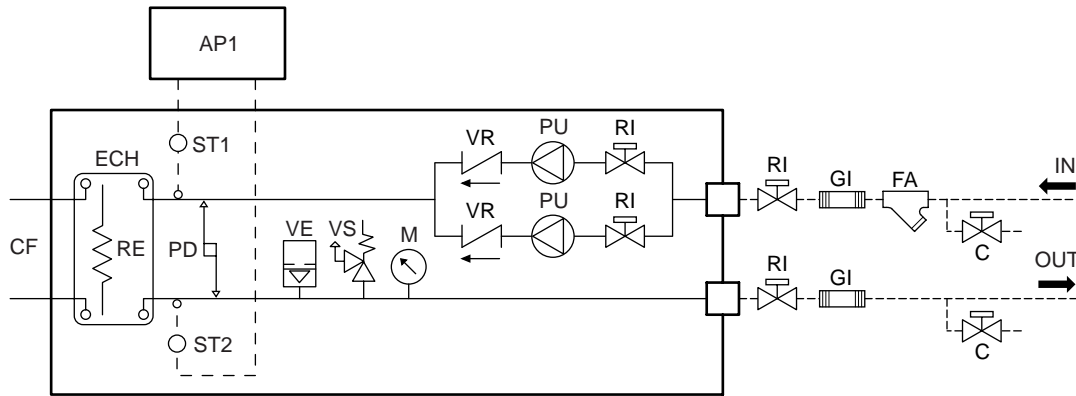 AP1
ST1
ECH
VR
PU
RI
RI
GI
FA
IN
CF
RE
PD
VE
VS
M
VR
PU
RI
C
RI
GI
OUT
ST2
C